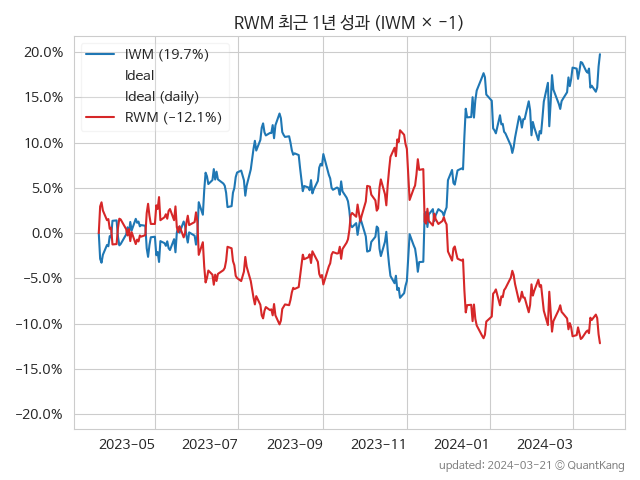 RWM 최근 1년 성과 (IWM × −1)
20.0%
15.0%
10.0%
5.0%
0.0%
−5.0%
−10.0%
−15.0%
−20.0%
IWM (19.7%)
Ideal
Ideal (daily)
RWM (−12.1%)
2023−05
2023−07
2023−09
2023−11
2024−01
2024−03
updated: 2024−03−21 © QuantKang